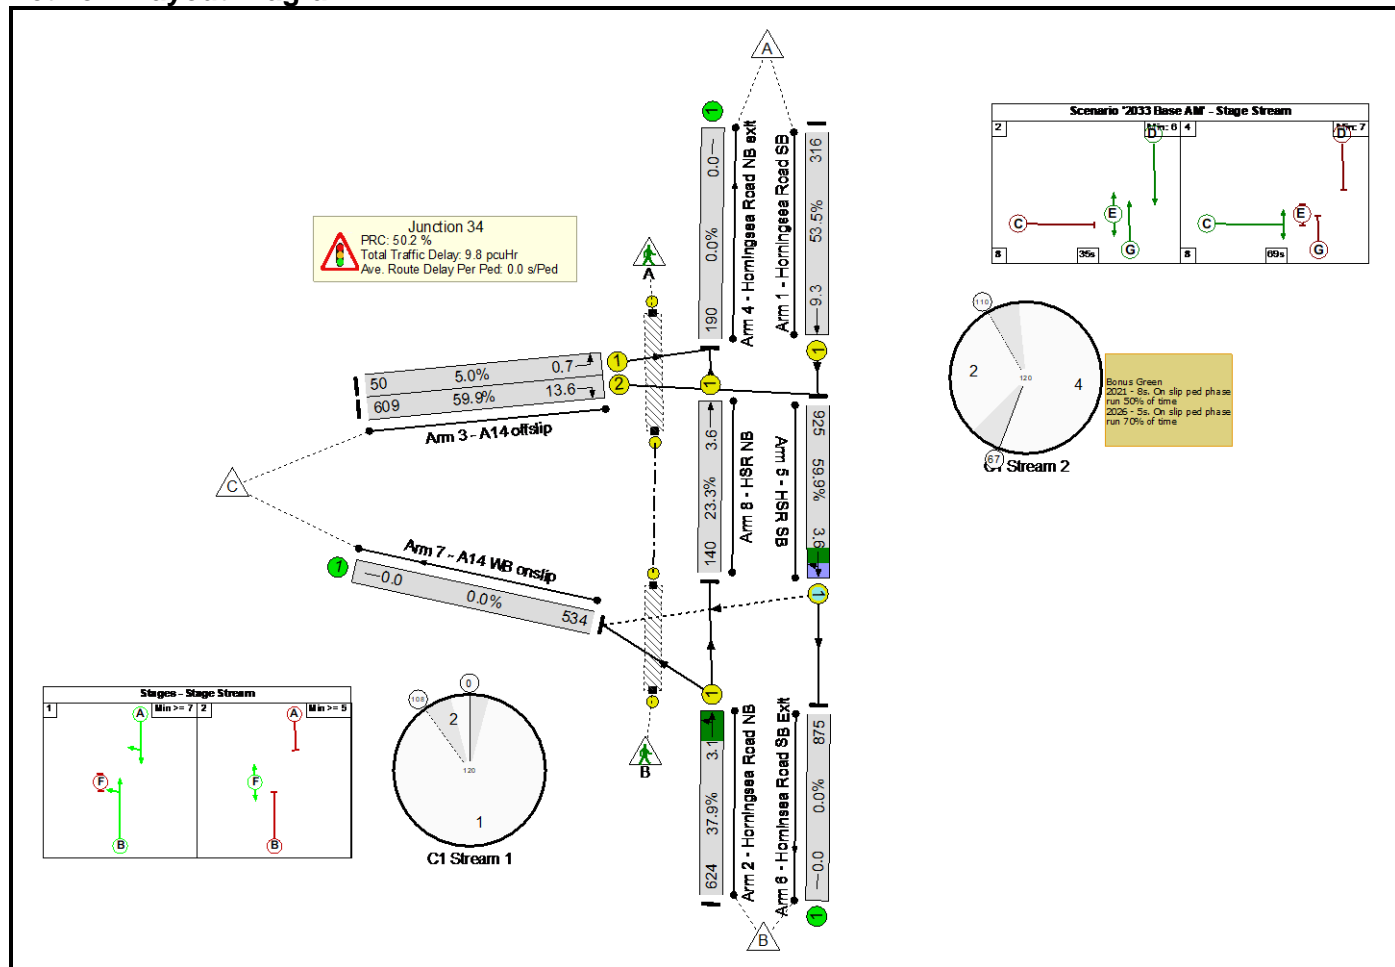 A
Scenario '2033 Base AM' - Stage Stream
2
Min: 6
4
Min: 7
D
D
C
E
G
C
E
G
8
35s
8
69s
Junction 34
PRC: 50.2 %
Total Traffic Delay: 9.8 pcuHr
Ave. Route Delay Per Ped: 0.0 s/Ped
A
1
0.0
0.0%
190
Arm 4 - Horningsea Road NB exit
Arm 1 - Horningsea Road SB
316
53.5%
9.3
1
50
5.0%
0.7
1
609
59.9%
13.6
2
Arm 3 - A14 offslip
1
3.6
23.3%
140
Arm 8 - HSR NB
Arm 5 - HSR SB
925
59.9%
3.6
1
110
2
120
4
67
Stream 2
Bonus Green
2021 - 8s. On slip ped phase
run 50% of time
2026 - 5s. On slip ped phase
run 70% of time
C
Arm 7 - A14 WB onslip
1
0.0
0.0%
534
Stages - Stage Stream
1
Min >= 7
2
Min >= 5
A
A
F
F
B
B
0
108
2
120
1
C1 Stream 1
B
1
3.1
37.9%
624
Arm 2 - Horningsea Road NB
Arm 6 - Horninsea Road SB Exit
875
0.0%
0.0
1
B